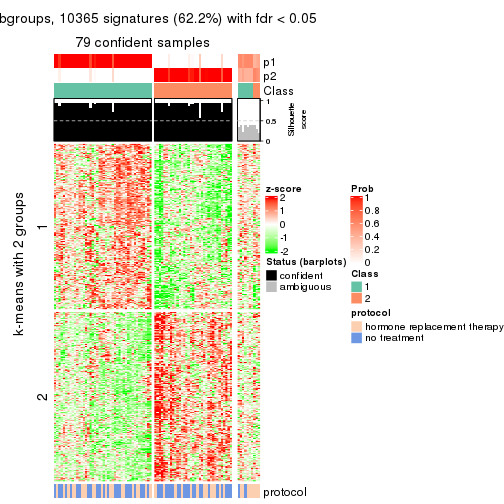 bgroups, 10365 signatures (62.2%) with fdr < 0.05
79 confident samples
p1
p2
Class
1
0.5
0
Silhouette
score
k-means with 2 groups
1
2
z-score
2
1
0
-1
-2
Status (barplots)
confident
ambiguous
Prob
1
0.8
0.6
0.4
0.2
0
Class
1
2
protocol
hormone replacement therapy
no treatment
protocol